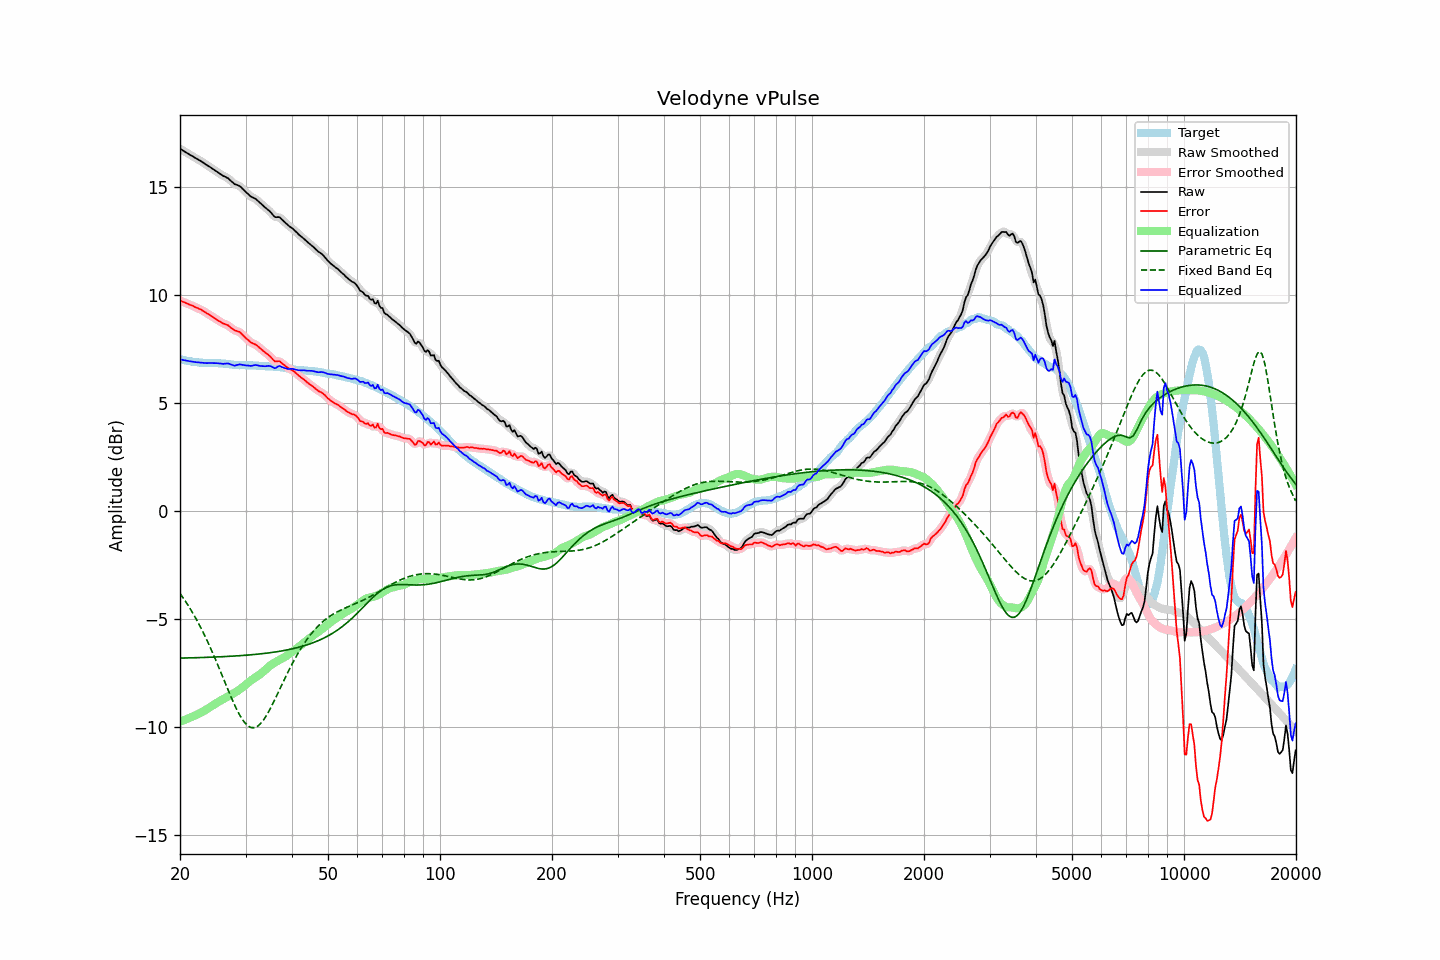 Velodyne vPulse
Amplitude (dBr)
15
10
5
0
−5
−10
−15
Target
Raw Smoothed
Error Smoothed
Raw
Error
Equalization
Parametric Eq
Fixed Band Eq
Equalized
20
50
100
200
500
1000
2000
5000
10000
20000
Frequency (Hz)